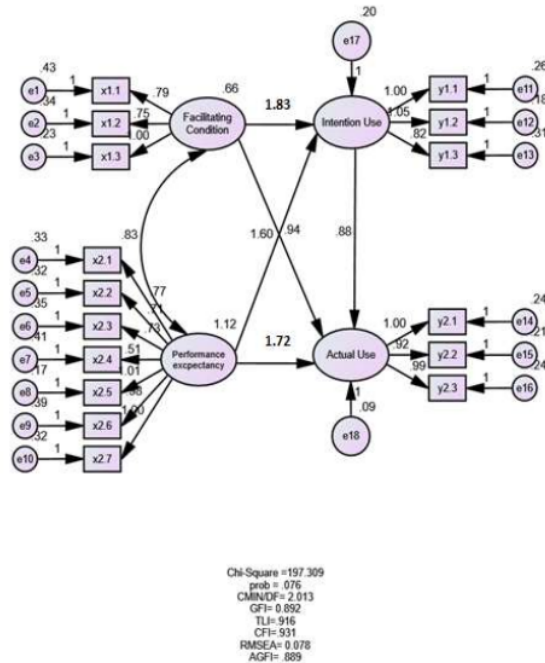 .20
e17
.43
.66
1
.26
e1
1
x1.1
.79
1.00
y1.1
1
e11
.34
.75
Facilitating
Condition
1.83
Intention Use
1.05
.18
e2
1
x1.2
y1.2
1
e12
.23
1.00
.82
.31
e3
1
x1.3
y1.3
1
e13
.83
1.60
.94
.88
.33
e4
1
x2.1
.32
.77
e5
1
x2.2
.71
.35
1.12
.24
e6
1
x2.3
.73
1.00
y2.1
1
e14
.41
.51
Performance
excpectancy
1.72
Actual Use
.92
.21
e7
1
x2.4
y2.2
1
e15
.17
1.01
.99
.24
e8
1
x2.5
y2.3
1
e16
.39
1
.09
e9
1
x2.6
1.00
e18
.32
e10
1
x2.7
Chi-Square =197.309
prob = .076
CMIN/DF= 2.013
GFI= 0.892
TLI=.916
CFI=.931
RMSEA= 0.078
AGFI= .889